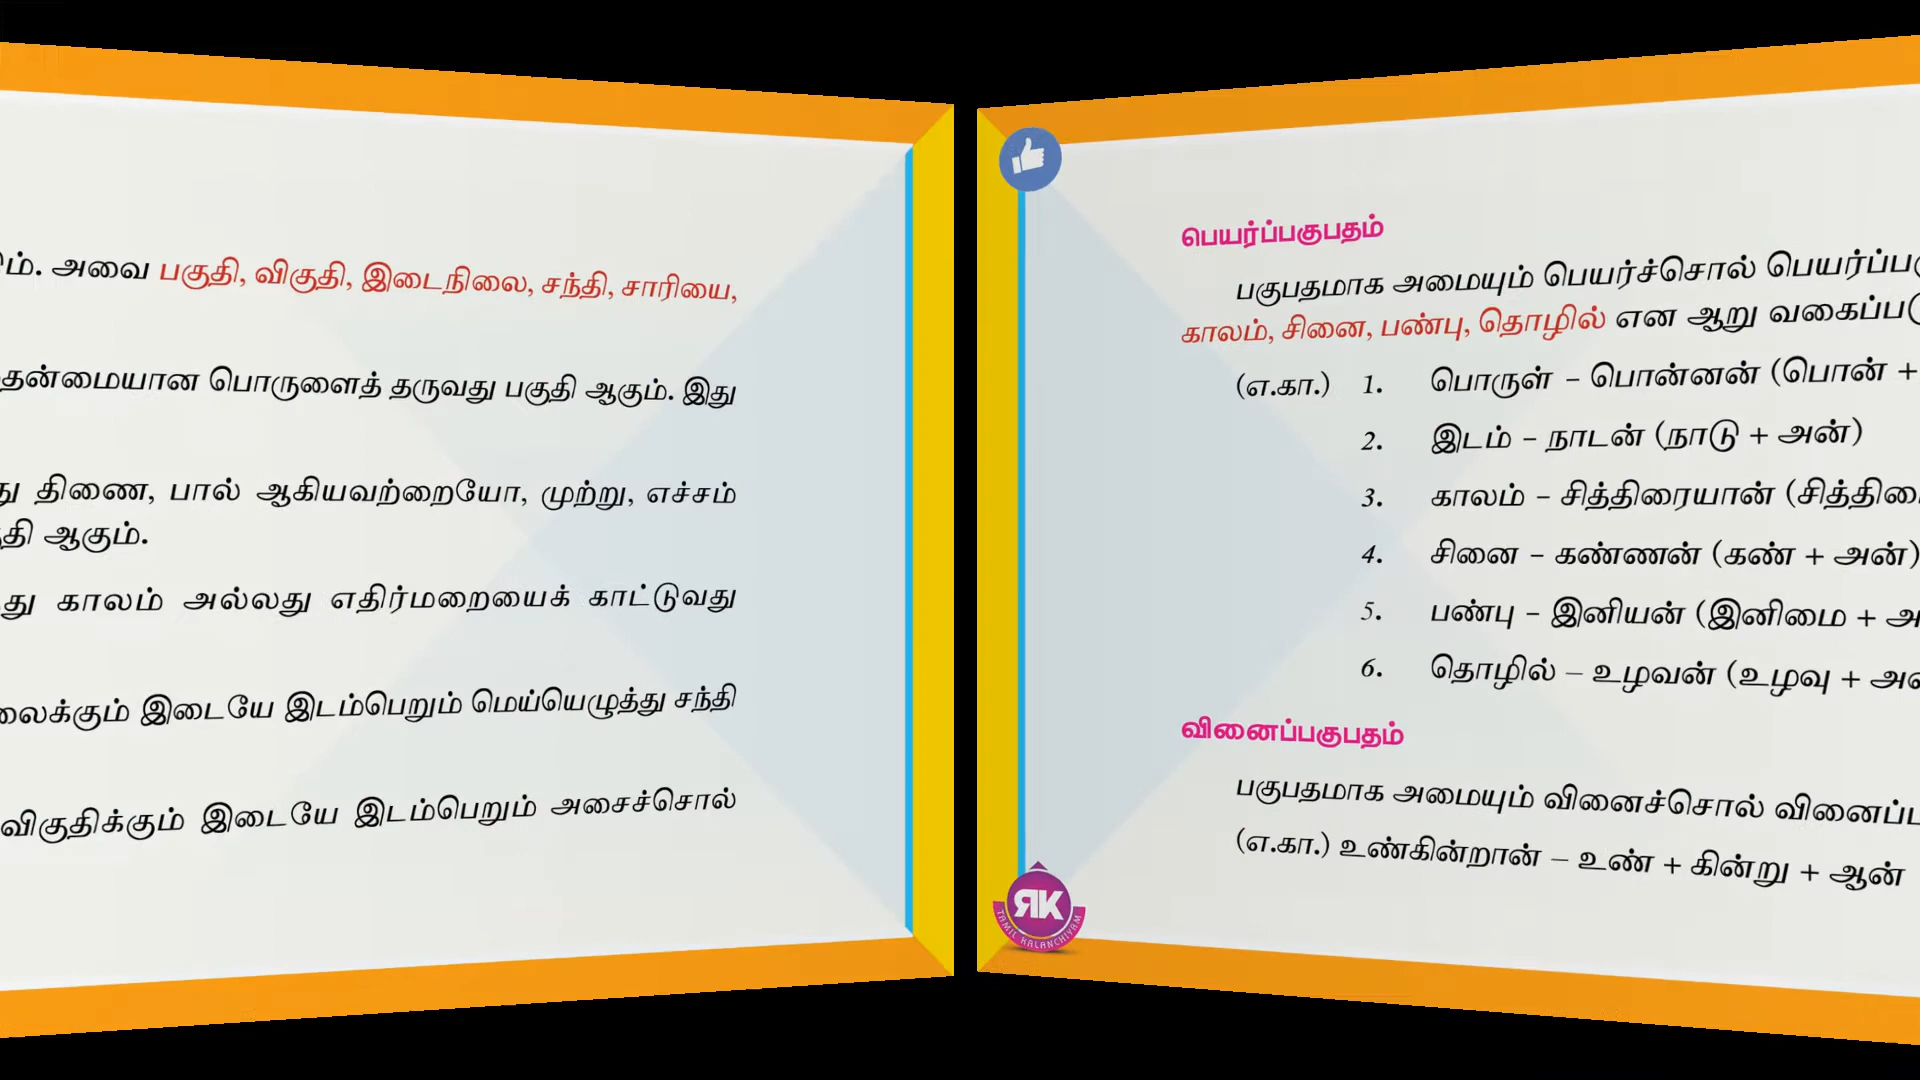 அவை பகுதி, விகுதி, இடைநிலை, சந்தி, சாரியை,
பொருளைத் தருவது பகுதி ஆகும். இது
திணை, பால் ஆகியவற்றையோ, முற்று, எச்சம்
ஆகும்.
காலம் அல்லது எதிர்மறையைக் காட்டுவது
இடையே இடம்பெறும் மெய்யெழுத்து சந்தி
விகுதிக்கும் இடையே இடம்பெறும் அசைச்சொல்
பெயர்ப்பகுபதம்
பகுபதமாக அமையும் பெயர்ச்சொல்
காலம், சினை, பண்பு, தொழில் என ஆறு
(எ.கா.) 1. பொருள் – பொன்னன் (பொன் +
2. இடம் – நாடன் (நாடு + அன்)
3. காலம் – சித்திரையான்
4. சினை – கண்ணன் (கண் + அன்)
5. பண்பு – இனியன் (இனிமை +
6. தொழில் – உழவன் (உழவு +
வினைப்பகுபதம்
பகுபதமாக அமையும் வினைச்சொல்
(எ.கா.) உண்கின்றான் – உண் + கின்று + ஆன்
RK
TAMIL KALANCHIYAM